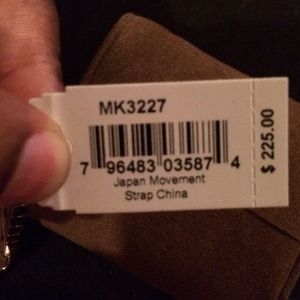 MK3227
7 96483 03587 4
Japan Movement
Strap China
$ 225.00